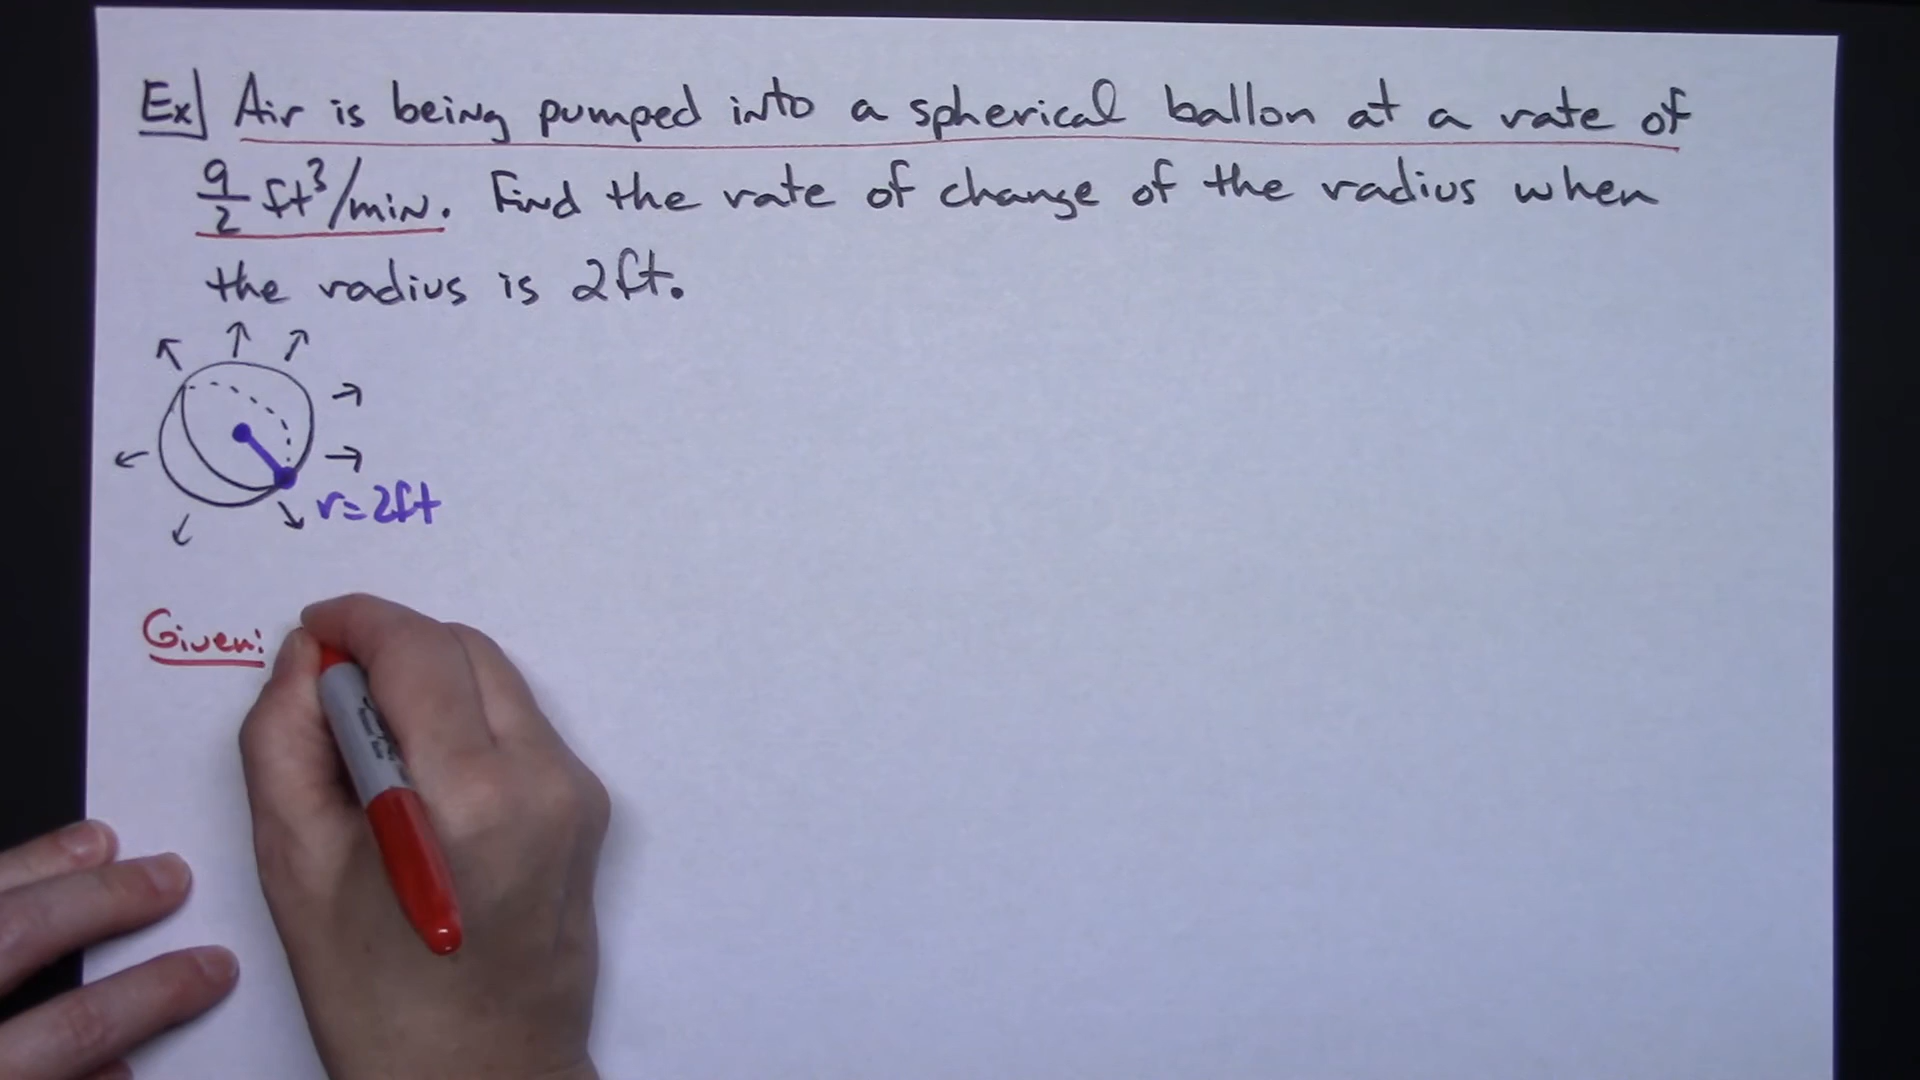 Ex| Air is being pumped into a spherical ballon at a rate of
9/2 ft³/min. Find the rate of change of the radius when
the radius is 2ft.
r=2ft
Given: